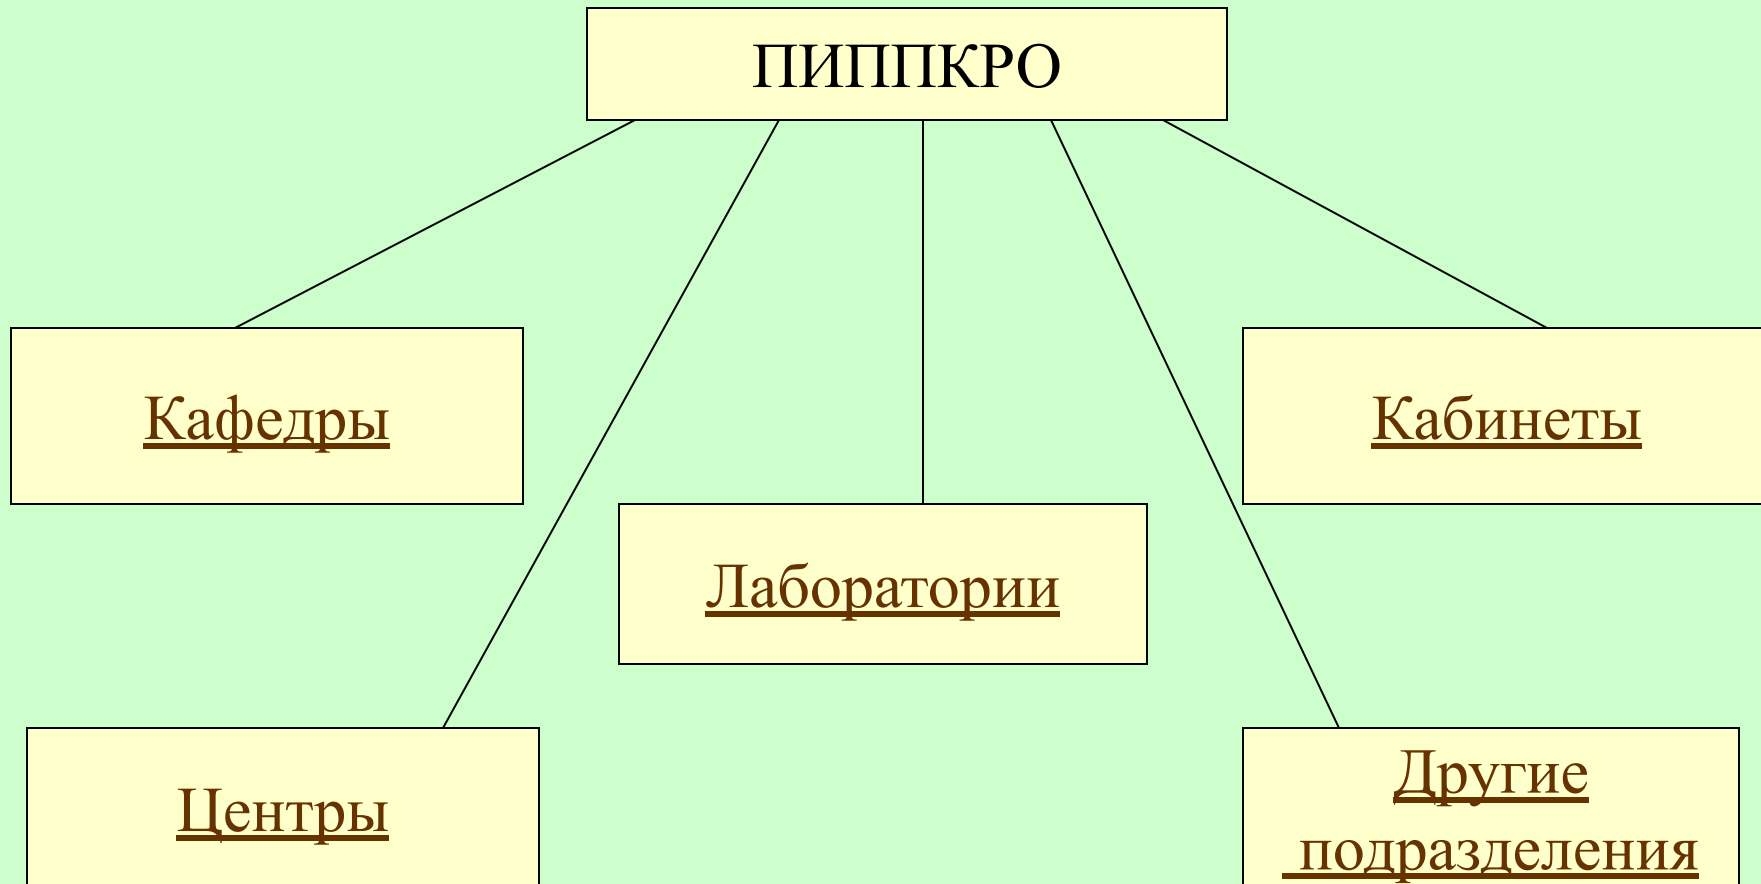 ПИППКРО
Кафедры
Кабинеты
Лаборатории
Центры
Другие
подразделения